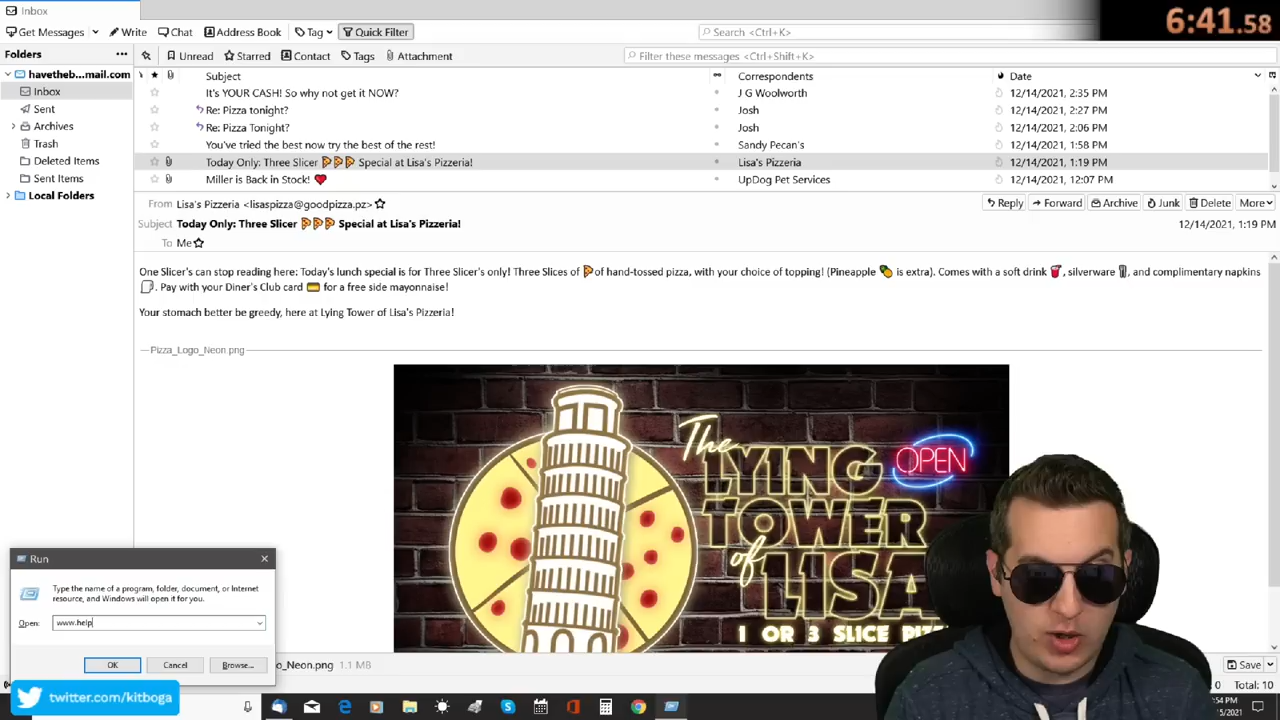 Inbox
6:41.58
Get Messages Write Chat Address Book Tag Quick Filter Search <Ctrl+K>
Folders ••• Unread Starred Contact Tags Attachment Filter these messages <Ctrl+Shift+K>
havetheb...mail.com Subject Correspondents Date
Inbox It's YOUR CASH! So why not get it NOW? J G Woolworth 12/14/2021, 2:35 PM
Sent Re: Pizza tonight? Josh 12/14/2021, 2:27 PM
Archives Re: Pizza Tonight? Josh 12/14/2021, 2:06 PM
Trash You've tried the best now try the best of the rest! Sandy Pecan's 12/14/2021, 1:58 PM
Deleted Items Today Only: Three Slicer 🍕🍕🍕 Special at Lisa's Pizzeria! Lisa's Pizzeria 12/14/2021, 1:19 PM
Sent Items Miller is Back in Stock! ❤ UpDog Pet Services 12/14/2021, 12:07 PM
Local Folders
From Lisa's Pizzeria <lisaspizza@goodpizza.pz> Reply Forward Archive Junk Delete More
Subject Today Only: Three Slicer 🍕🍕🍕 Special at Lisa's Pizzeria! 12/14/2021, 1:19 PM
To Me
One Slicer's can stop reading here: Today's lunch special is for Three Slicer's only! Three Slices of 🍕of hand-tossed pizza, with your choice of topping! (Pineapple 🍍 is extra). Comes with a soft drink 🥤, silverware 🍴, and complimentary napkins
🧻. Pay with your Diner's Club card 💳 for a free side mayonnaise!
Your stomach better be greedy, here at Lying Tower of Lisa's Pizzeria!
Pizza_Logo_Neon.png
The
LYING
TOWER
of LISA
OPEN
1 OR 3 SLICE
Run
Type the name of a program, folder, document, or Internet
resource, and Windows will open it for you.
Open: www.help
OK Cancel Browse...
o_Neon.png 1.1 MB Save
Total: 10
twitter.com/kitboga